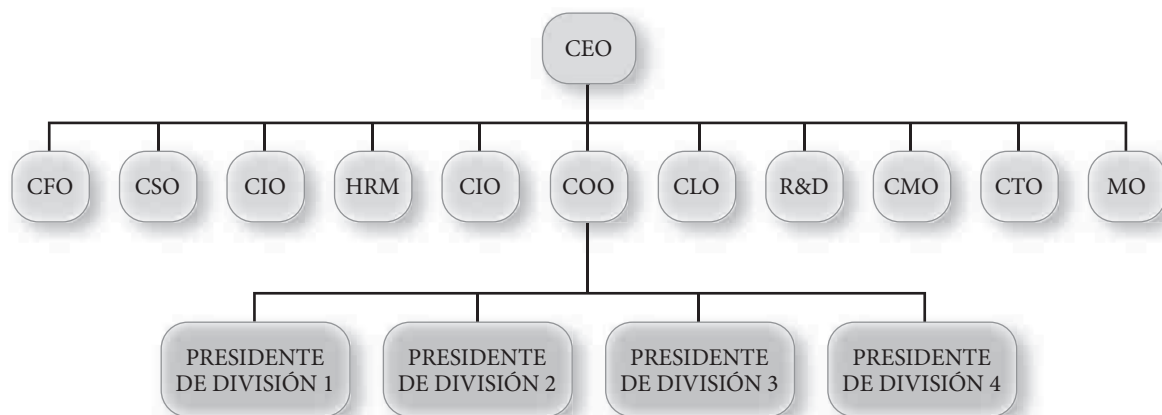 CEO
CFO
CSO
CIO
HRM
CIO
COO
CLO
R&D
CMO
CTO
MO
PRESIDENTE
DE DIVISIÓN 1
PRESIDENTE
DE DIVISIÓN 2
PRESIDENTE
DE DIVISIÓN 3
PRESIDENTE
DE DIVISIÓN 4